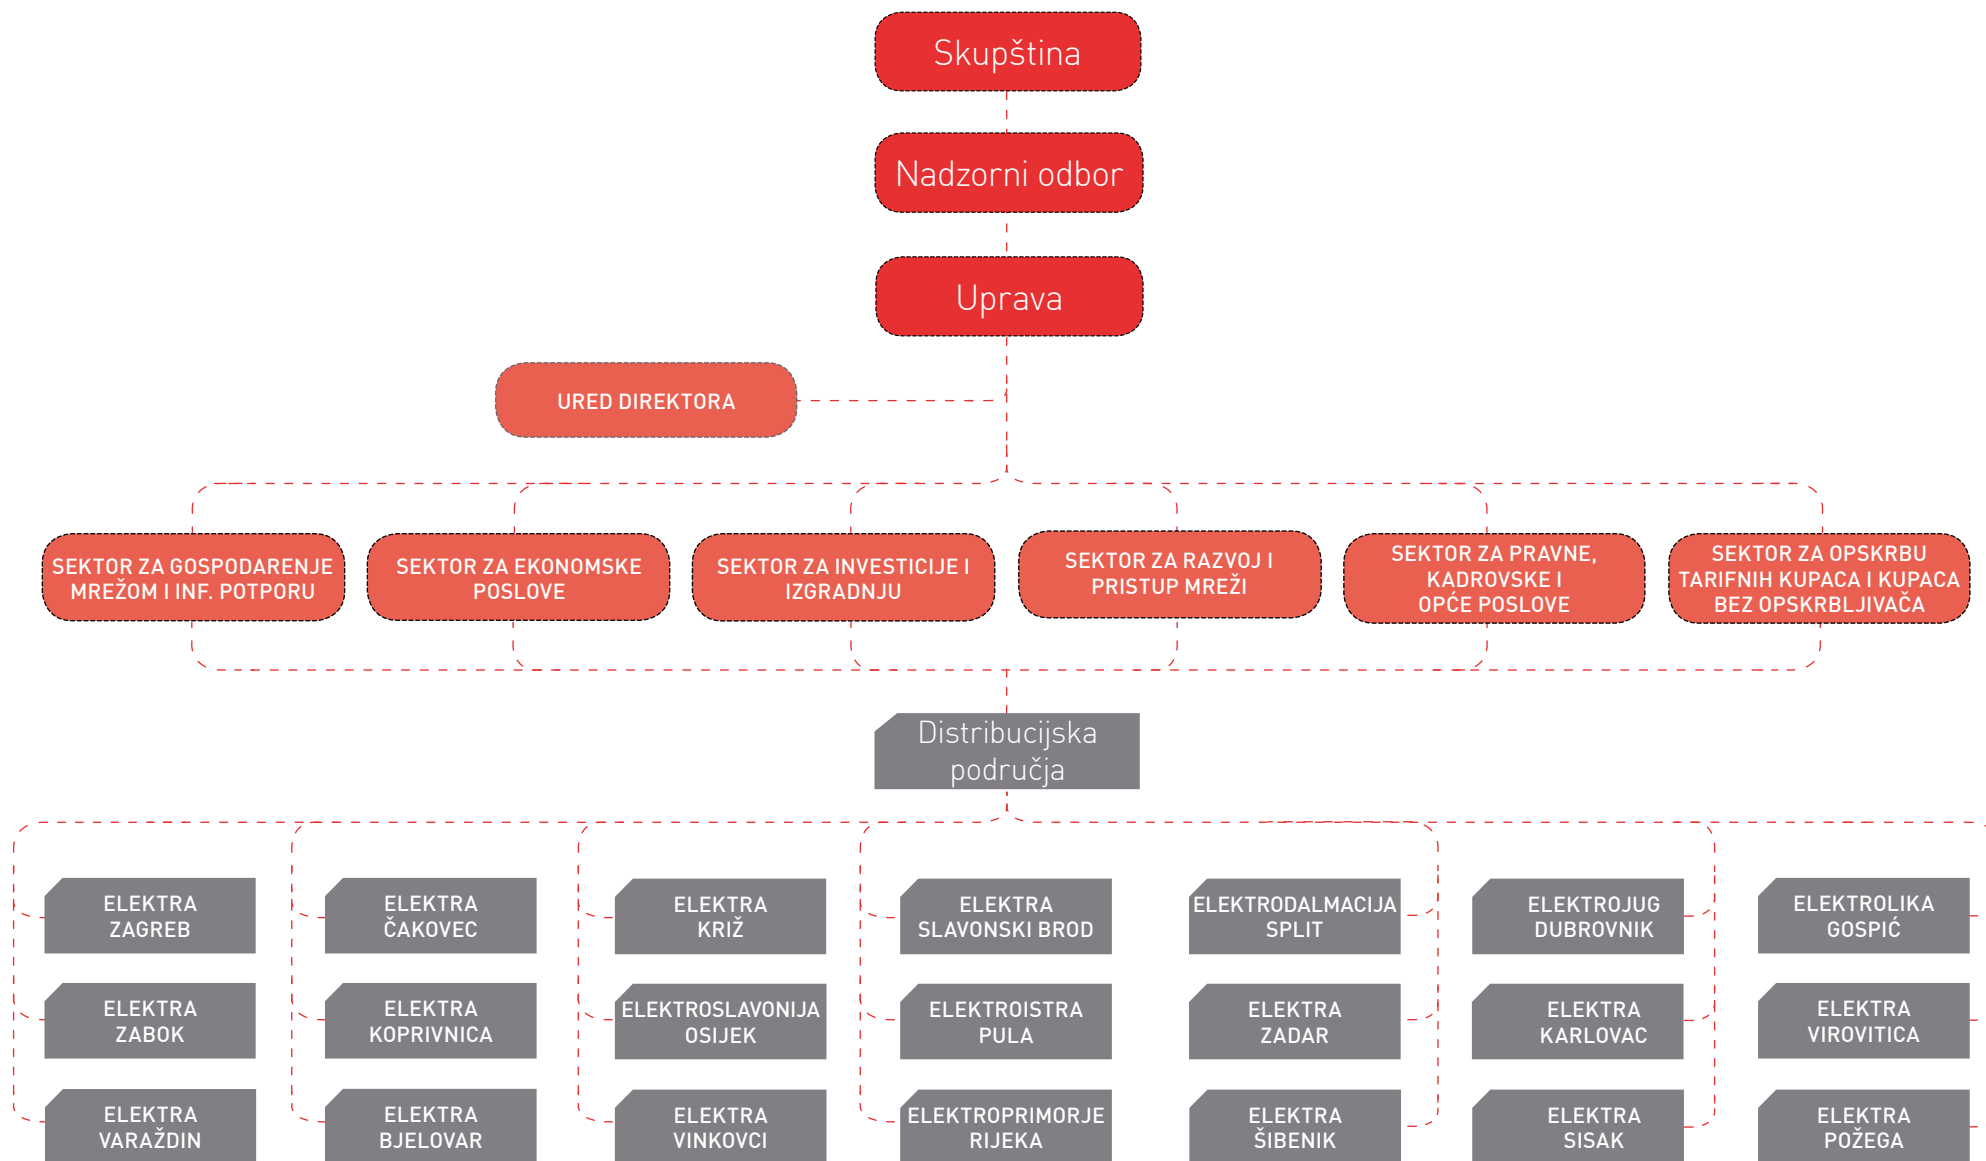 Skupština
Nadzorni odbor
Uprava
URED DIREKTORA
SEKTOR ZA GOSPODARENJE
MREŽOM I INF. POTPORU
SEKTOR ZA EKONOMSKE
POSLOVE
SEKTOR ZA INVESTICIJE I
IZGRADNJU
SEKTOR ZA RAZVOJ I
PRISTUP MREŽI
SEKTOR ZA PRAVNE,
KADROVSKE I
OPĆE POSLOVE
SEKTOR ZA OPSKRBU
TARIFNIH KUPACA I KUPACA
BEZ OPSKRBLJIVAČA
Distribucijska
područja
ELEKTRA
ZAGREB
ELEKTRA
ČAKOVEC
ELEKTRA
KRIŽ
ELEKTRA
SLAVONSKI BROD
ELEKTRODALMACIJA
SPLIT
ELEKTROJUG
DUBROVNIK
ELEKTROLIKA
GOSPIĆ
ELEKTRA
ZABOK
ELEKTRA
KOPRIVNICA
ELEKTROSLAVONIJA
OSIJEK
ELEKTROISTRA
PULA
ELEKTRA
ZADAR
ELEKTRA
KARLOVAC
ELEKTRA
VIROVITICA
ELEKTRA
VARAŽDIN
ELEKTRA
BJELOVAR
ELEKTRA
VINKOVCI
ELEKTROPRIMORJE
RIJEKA
ELEKTRA
ŠIBENIK
ELEKTRA
SISAK
ELEKTRA
POŽEGA